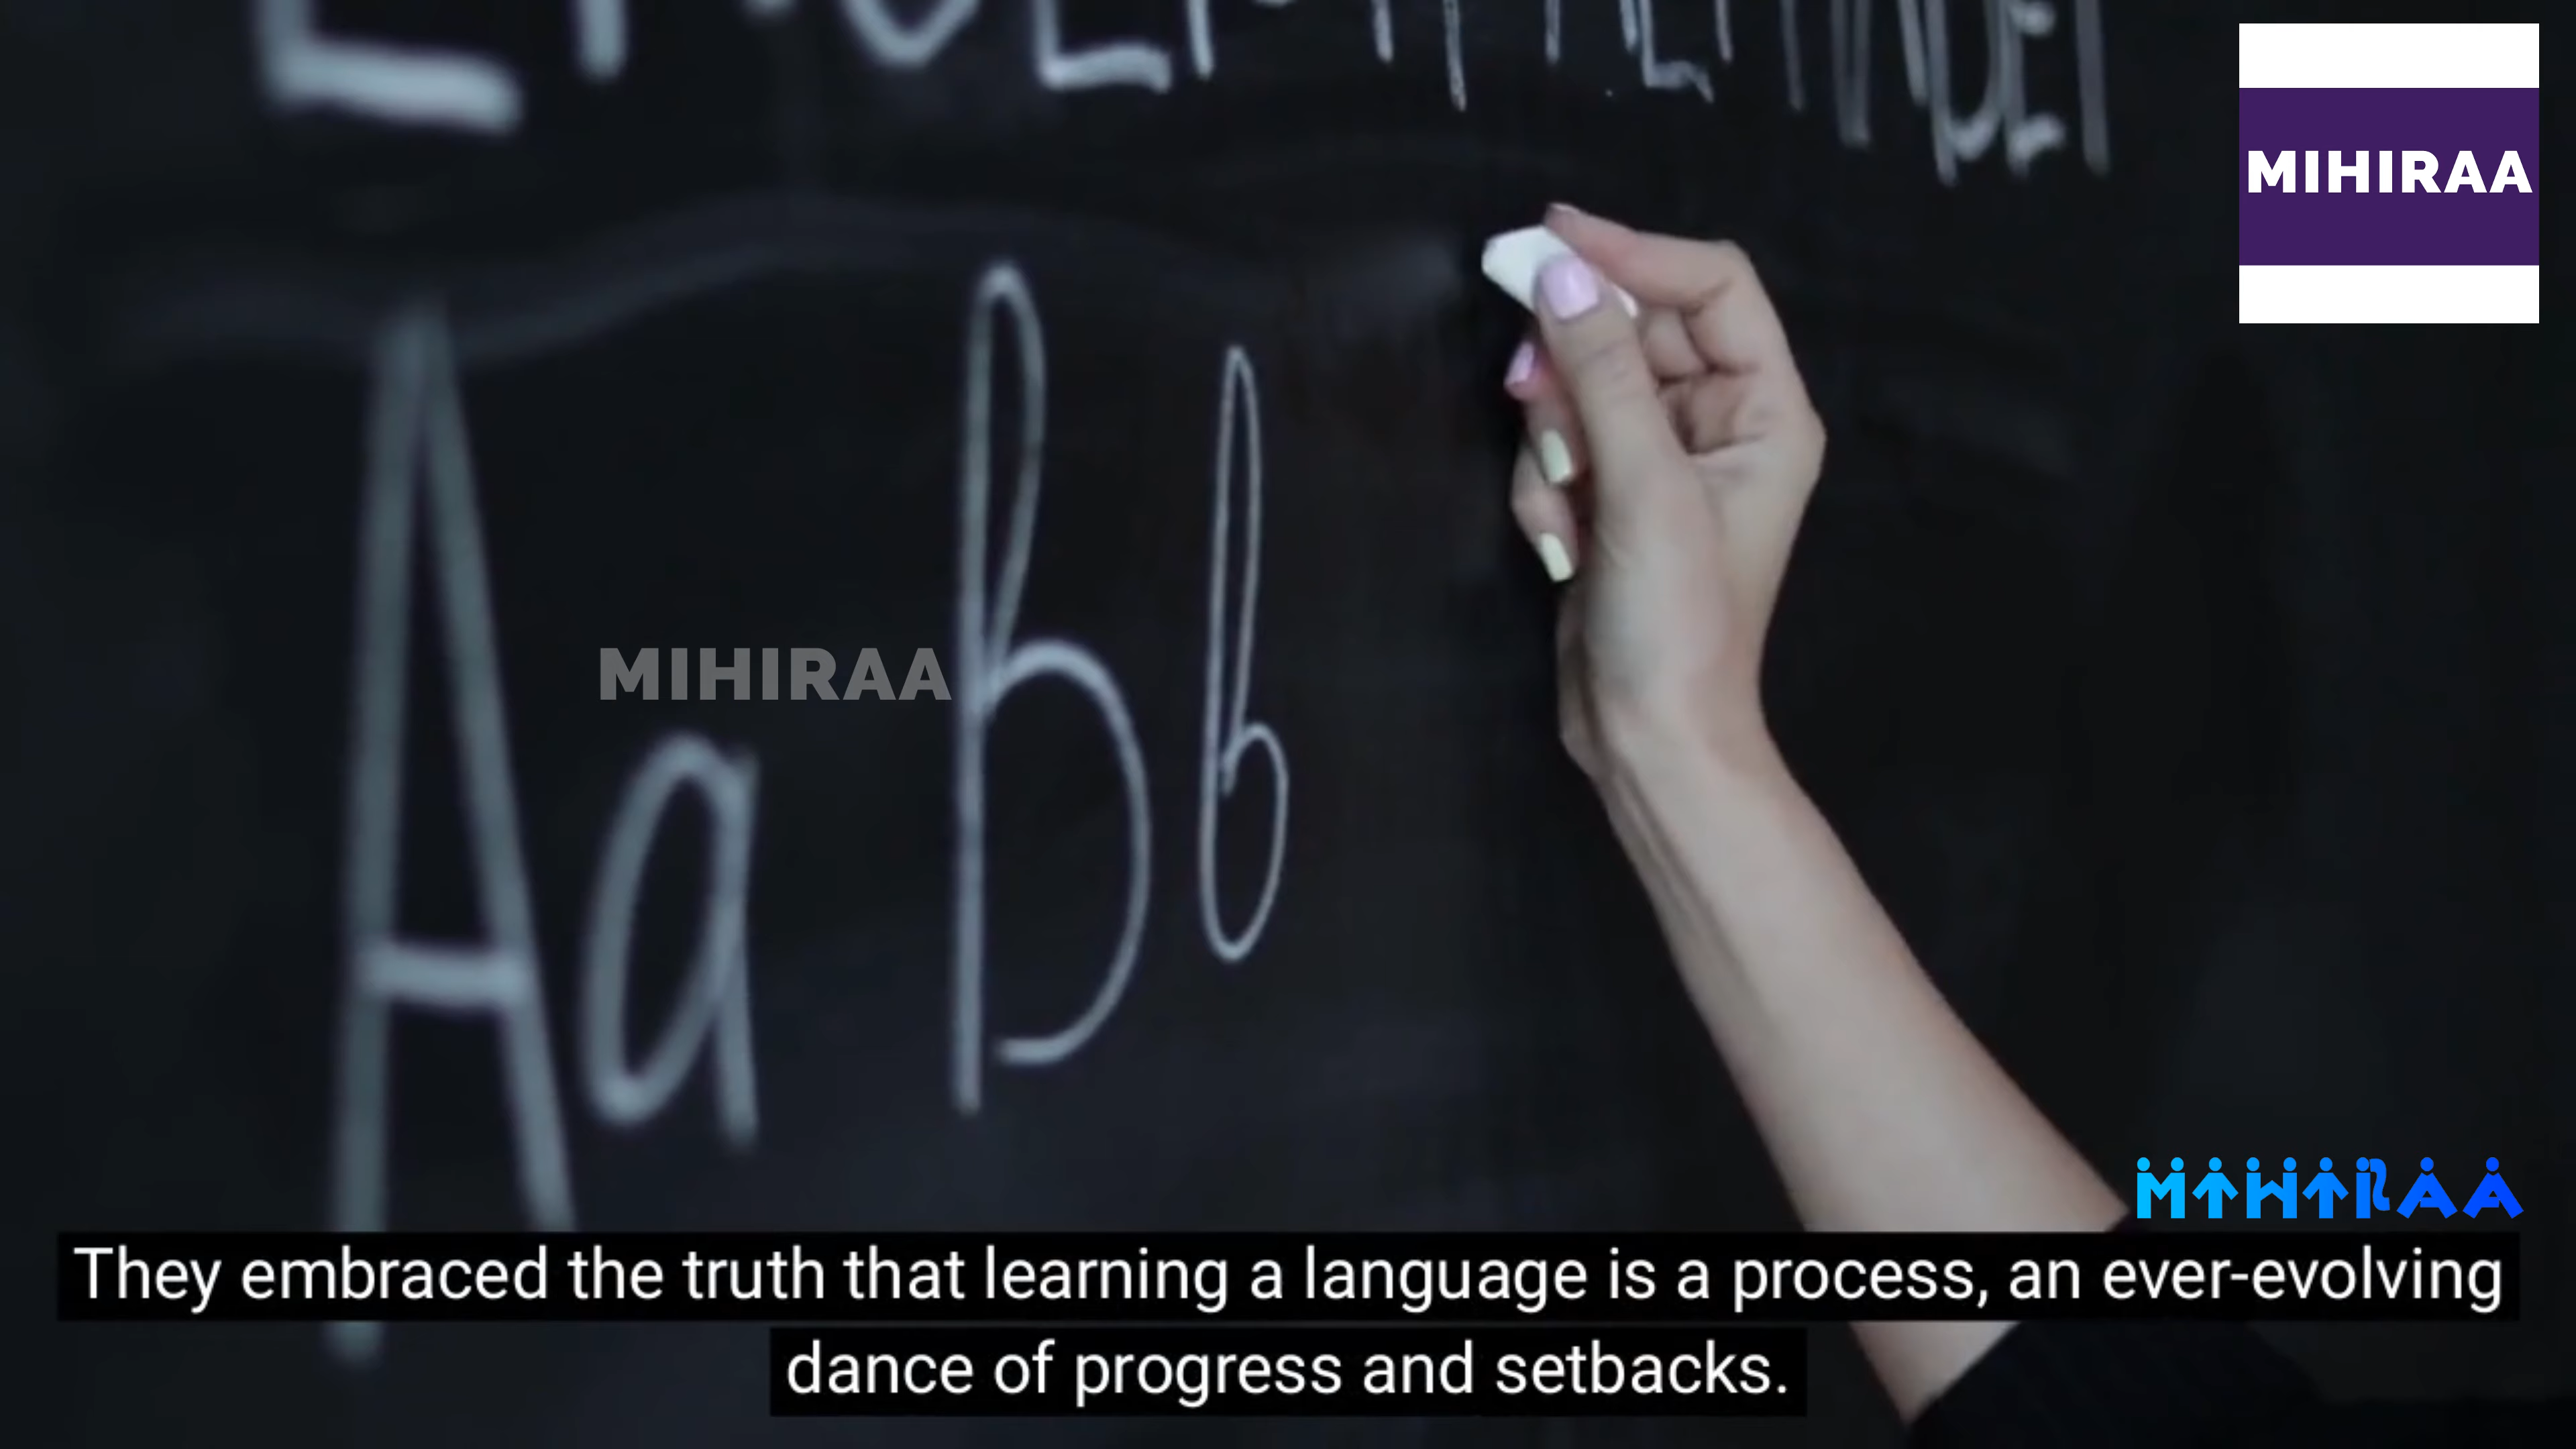 MIHIRAA
Aa Bb
MIHIRAA
MIHIRAA
They embraced the truth that learning a language is a process, an ever-evolving
dance of progress and setbacks.